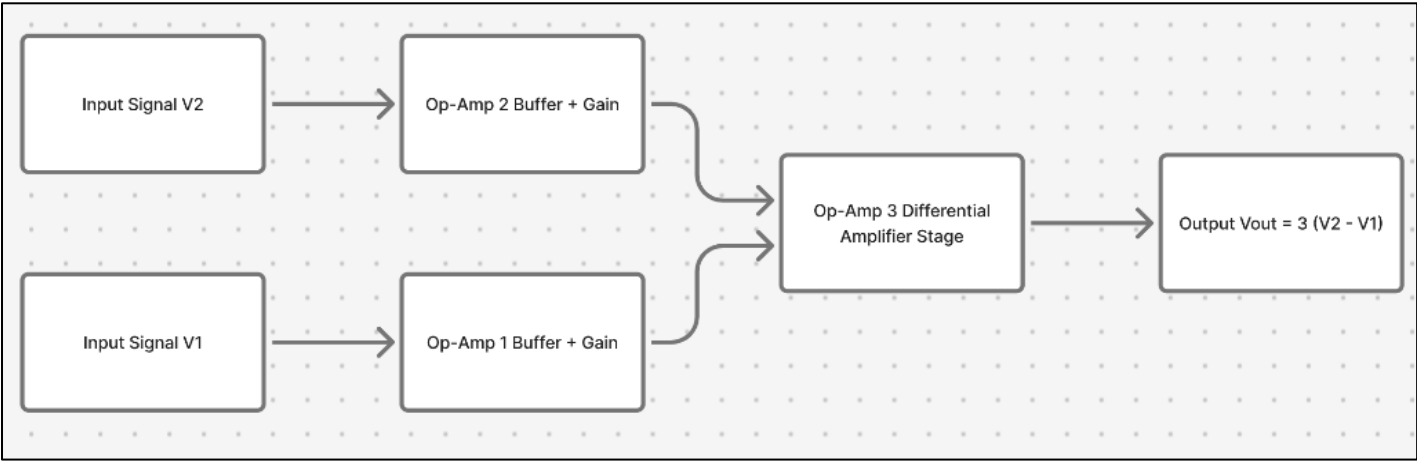 Input Signal V2
Op-Amp 2 Buffer + Gain
Op-Amp 3 Differential
Amplifier Stage
Output Vout = 3 (V2 - V1)
Input Signal V1
Op-Amp 1 Buffer + Gain